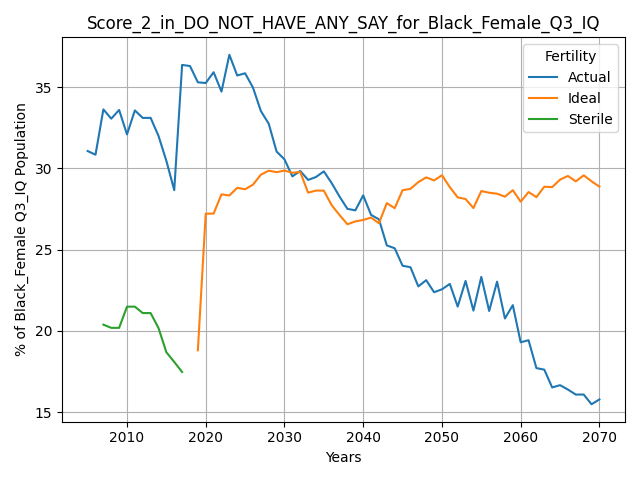 Score_2_in_DO_NOT_HAVE_ANY_SAY_for_Black_Female_Q3_IQ
Fertility
Actual
Ideal
Sterile
% of Black_Female Q3_IQ Population
35
30
25
20
15
2010 2020 2030 2040 2050 2060 2070
Years